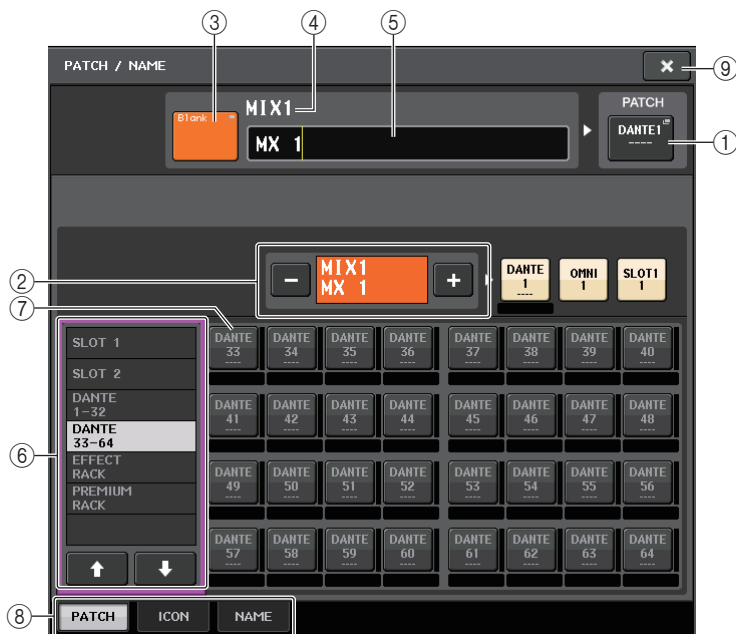 ③ ④ ⑤
PATCH / NAME
× ⑨
Blank
MIX1
MX 1
PATCH
DANTE1
----
①
②
− MIX1
MX 1 +
DANTE
1
----
OMNI
1
SLOT1
1
⑦
SLOT 1
SLOT 2
DANTE
1-32
DANTE
33-64
EFFECT
RACK
PREMIUM
RACK
⑥
DANTE DANTE DANTE DANTE DANTE DANTE DANTE DANTE
33 34 35 36 37 38 39 40
---- ---- ---- ---- ---- ---- ---- ----
DANTE DANTE DANTE DANTE DANTE DANTE DANTE DANTE
41 42 43 44 45 46 47 48
---- ---- ---- ---- ---- ---- ---- ----
DANTE DANTE DANTE DANTE DANTE DANTE DANTE DANTE
49 50 51 52 53 54 55 56
---- ---- ---- ---- ---- ---- ---- ----
DANTE DANTE DANTE DANTE DANTE DANTE DANTE DANTE
57 58 59 60 61 62 63 64
---- ---- ---- ---- ---- ---- ---- ----
⑧
PATCH ICON NAME